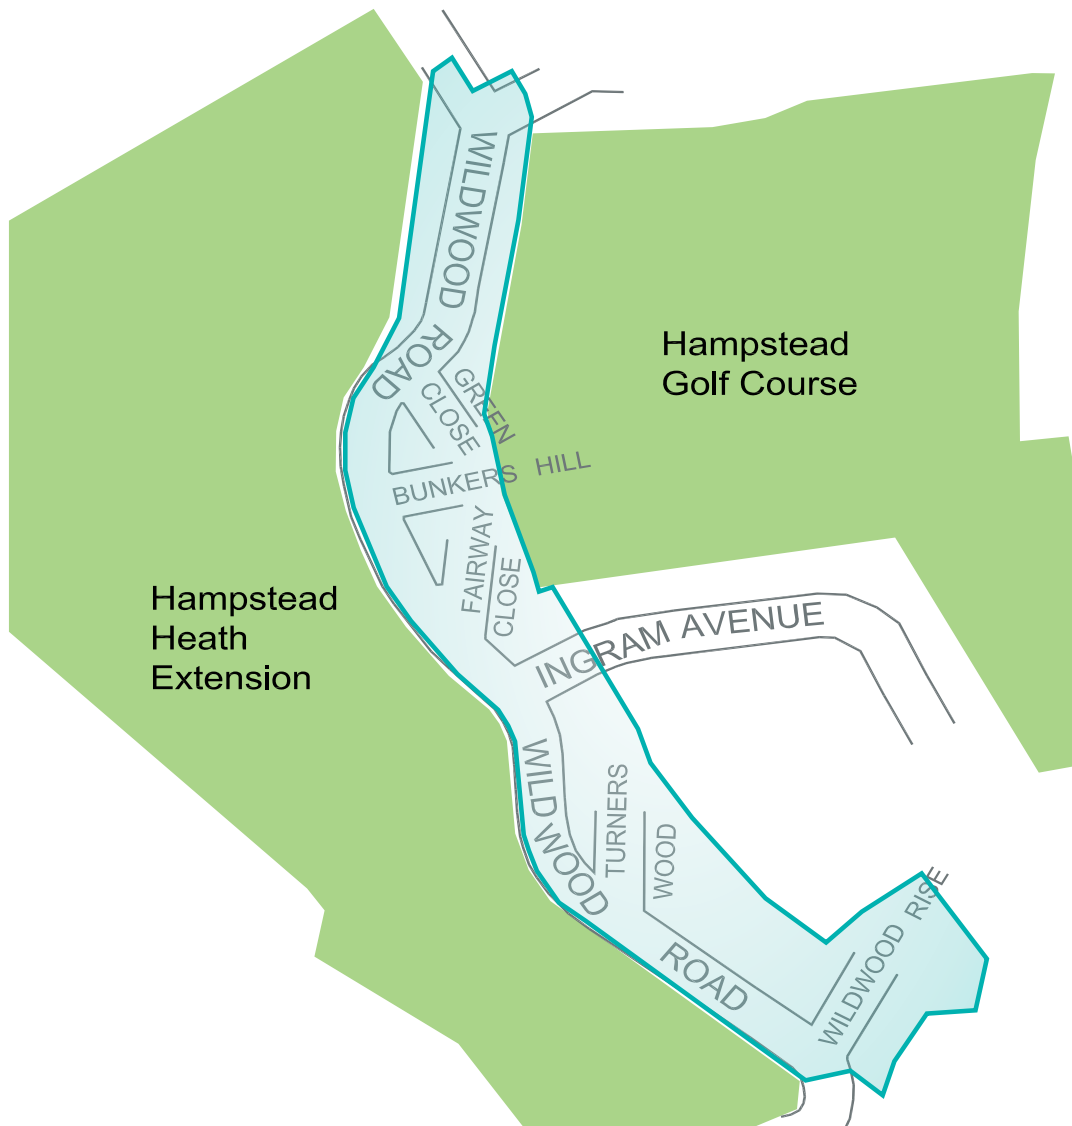 WILDWOOD ROAD
Hampstead
Golf Course
GREEN
CLOSE
BUNKERS HILL
FAIRWAY
CLOSE
Hampstead
Heath
Extension
INGRAM AVENUE
WILDWOOD
TURNERS
WOOD
ROAD
WILDWOOD RISE